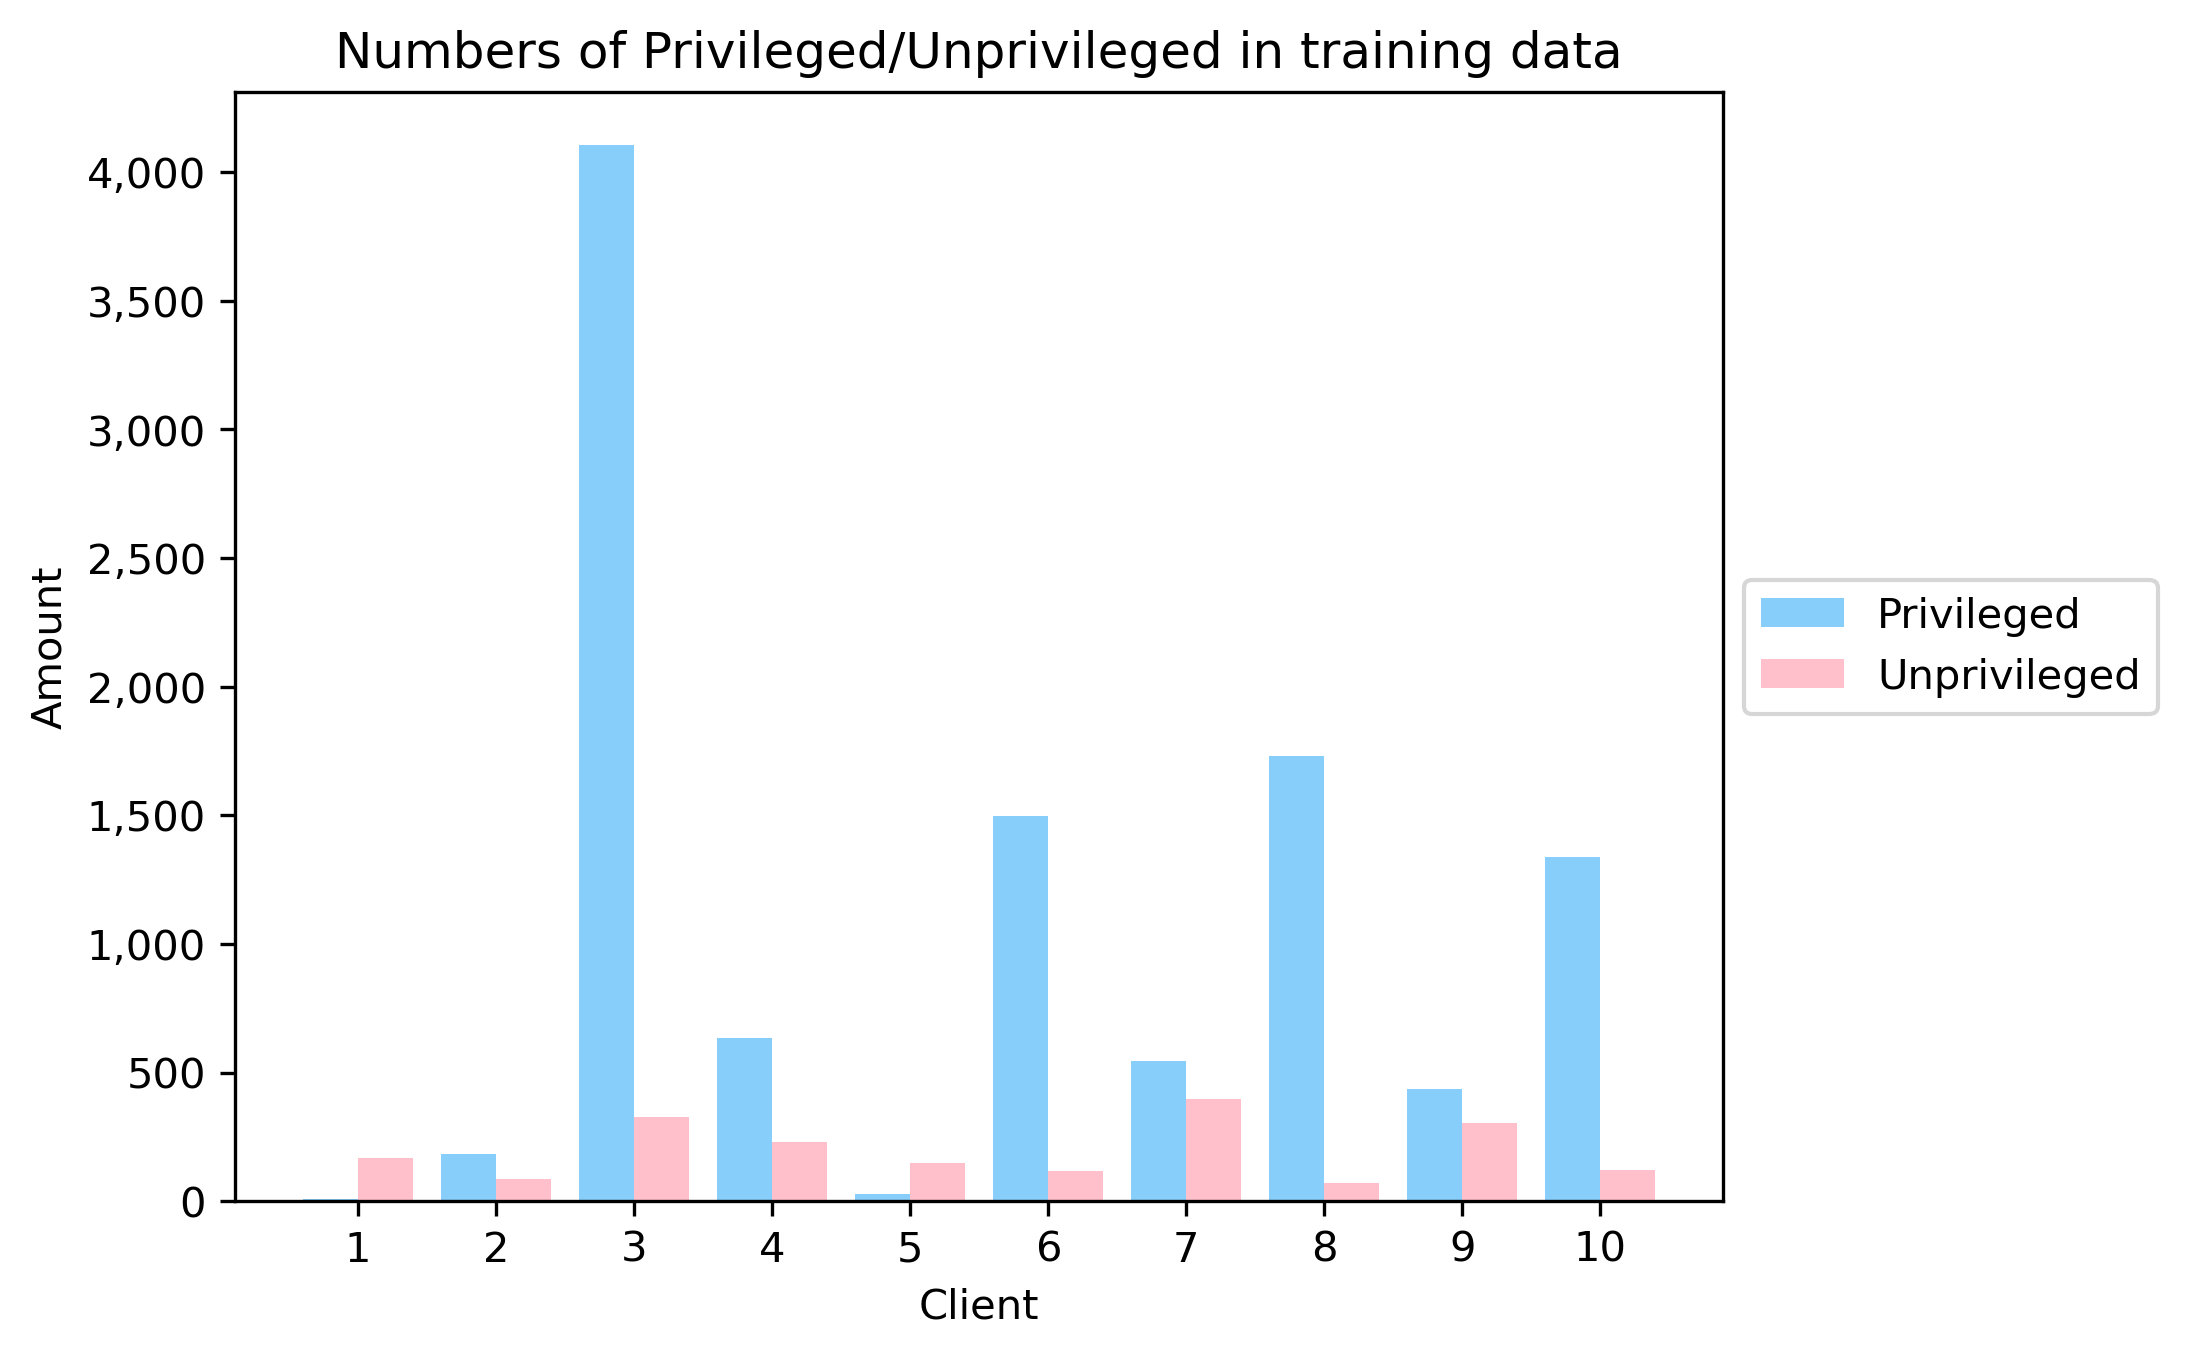 Numbers of Privileged/Unprivileged in training data
Amount
4,000
3,500
3,000
2,500
2,000
1,500
1,000
500
0
1 2 3 4 5 6 7 8 9 10
Client
Privileged
Unprivileged